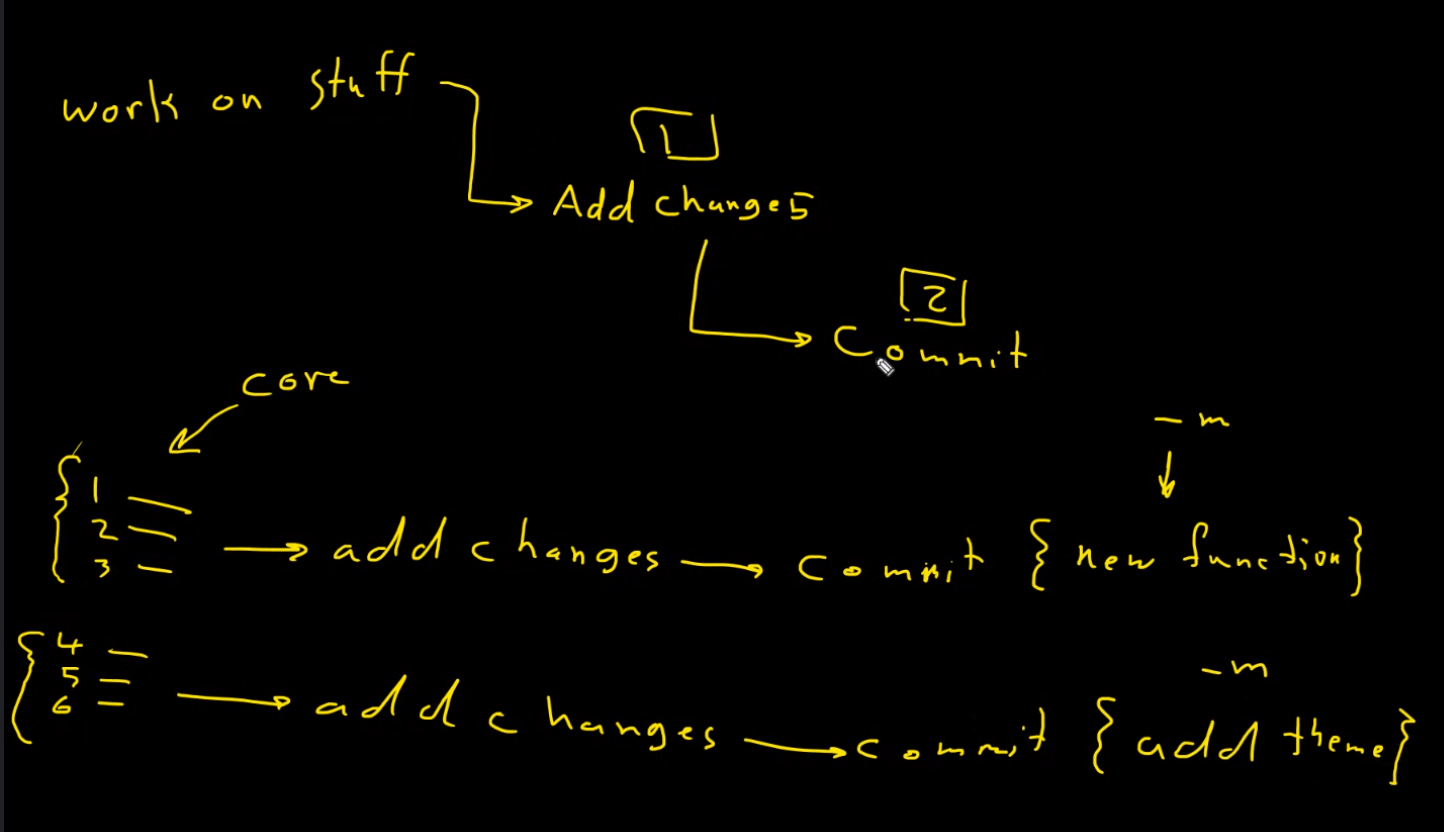 work on stuff
1
Add changes
2
Commit
core
- m
1
2
3
add changes
commit { new function }
4
5
6
- m
add changes
commit { add theme }